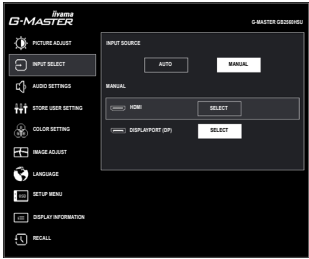 iiyama
G-MASTER
G-MASTER GB2560HSU
PICTURE ADJUST
INPUT SOURCE
INPUT SELECT
AUTO
MANUAL
AUDIO SETTINGS
MANUAL
STORE USER SETTING
HDMI
SELECT
COLOR SETTING
DISPLAYPORT (DP)
SELECT
IMAGE ADJUST
LANGUAGE
SETUP MENU
DISPLAY INFORMATION
RECALL